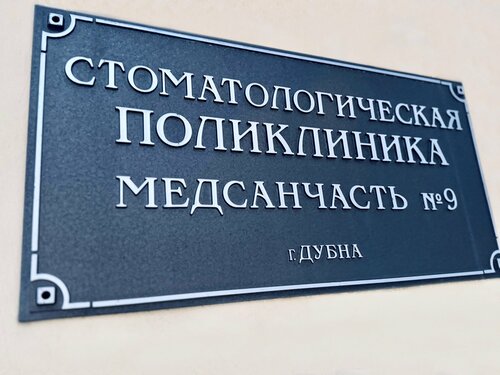 СТОМАТОЛОГИЧЕСКАЯ
ПОЛИКЛИНИКА
МЕДСАНЧАСТЬ №9
г. ДУБНА